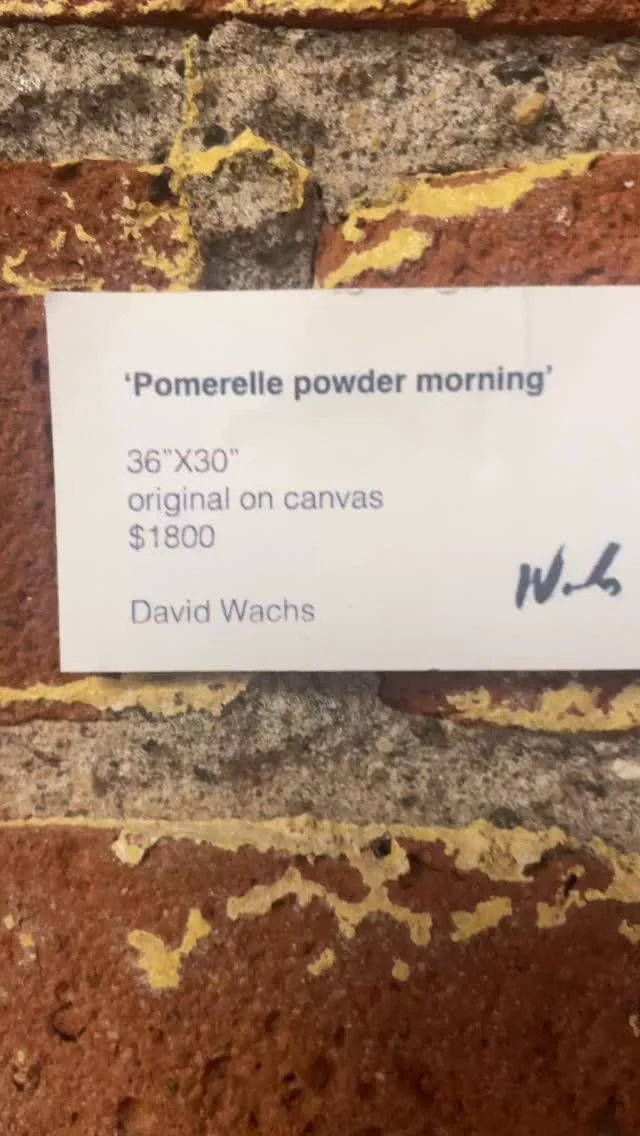 ‘Pomerelle powder morning’
36”X30”
original on canvas
$1800
David Wachs